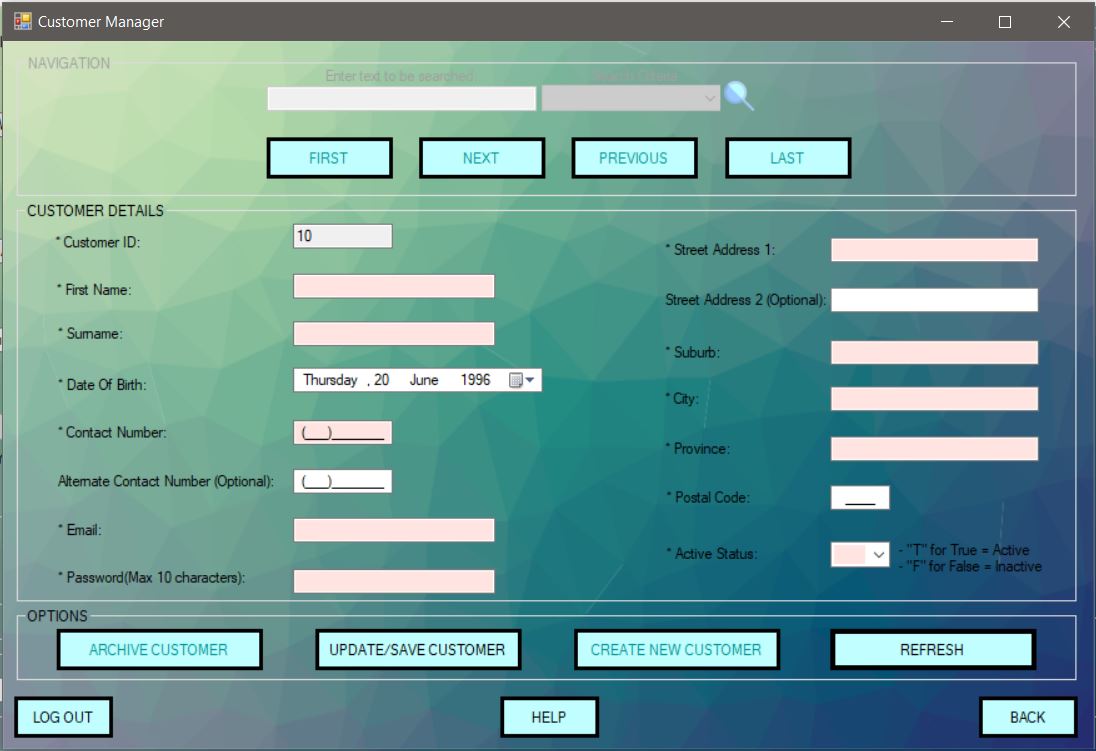 Customer Manager
NAVIGATION
Enter text to be searched
Search Criteria
FIRST
NEXT
PREVIOUS
LAST
CUSTOMER DETAILS
* Customer ID:
10
* First Name:
* Surname:
* Date Of Birth:
Thursday , 20 June 1996
* Contact Number:
(___)_______
Alternate Contact Number (Optional):
(___)_______
* Email:
* Password(Max 10 characters):
* Street Address 1:
Street Address 2 (Optional):
* Suburb:
* City:
* Province:
* Postal Code:
____
* Active Status:
- "T" for True = Active
- "F" for False = Inactive
OPTIONS
ARCHIVE CUSTOMER
UPDATE/SAVE CUSTOMER
CREATE NEW CUSTOMER
REFRESH
LOG OUT
HELP
BACK